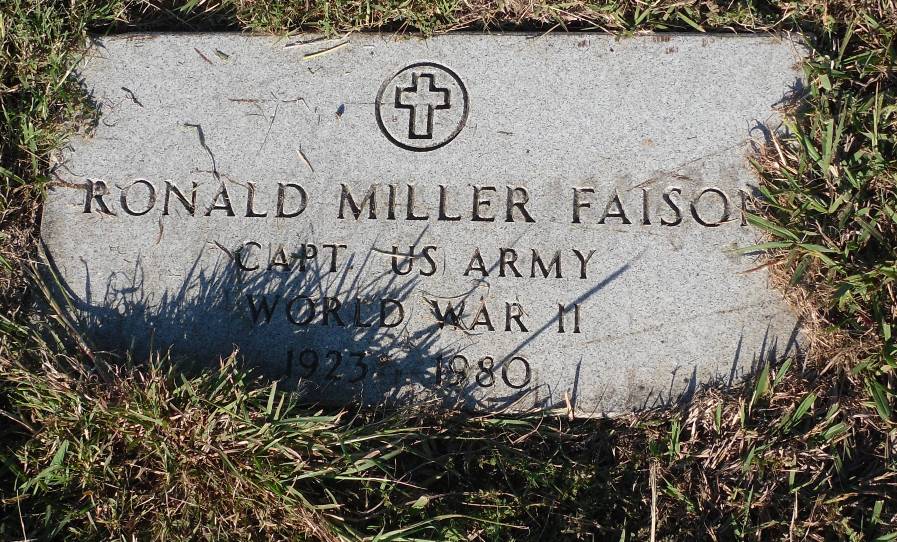 RONALD MILLER FAISON
CAPT US ARMY
WORLD WAR II
1923 1980